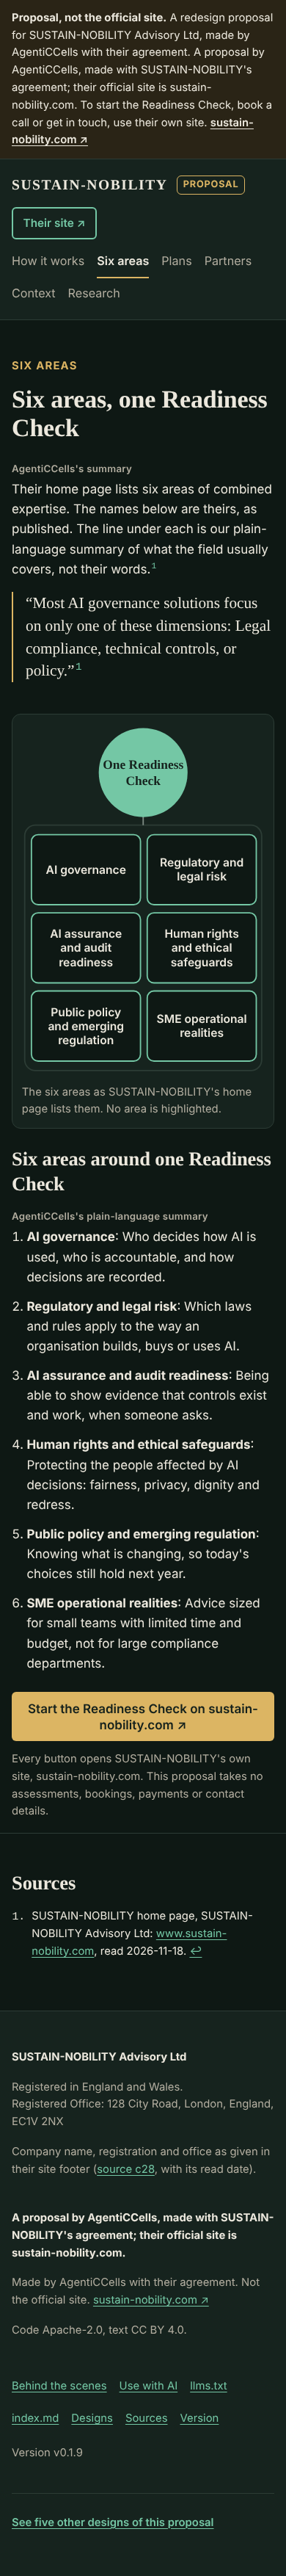 Proposal, not the official site. A redesign proposal
for SUSTAIN-NOBILITY Advisory Ltd, made by
AgentiCCells with their agreement. A proposal by
AgentiCCells, made with SUSTAIN-NOBILITY's
agreement; their official site is sustain-
nobility.com. To start the Readiness Check, book a
call or get in touch, use their own site. sustain-
nobility.com ↗
SUSTAIN-NOBILITY PROPOSAL
Their site ↗
How it works Six areas Plans Partners
Context Research
SIX AREAS
Six areas, one Readiness
Check
AgentiCCells's summary
Their home page lists six areas of combined
expertise. The names below are theirs, as
published. The line under each is our plain-
language summary of what the field usually
covers, not their words.1
“Most AI governance solutions focus
on only one of these dimensions: Legal
compliance, technical controls, or
policy.”1
One Readiness
Check
AI governance
Regulatory and
legal risk
AI assurance
and audit
readiness
Human rights
and ethical
safeguards
Public policy
and emerging
regulation
SME operational
realities
The six areas as SUSTAIN-NOBILITY's home
page lists them. No area is highlighted.
Six areas around one Readiness
Check
AgentiCCells's plain-language summary
1. AI governance: Who decides how AI is
used, who is accountable, and how
decisions are recorded.
2. Regulatory and legal risk: Which laws
and rules apply to the way an
organisation builds, buys or uses AI.
3. AI assurance and audit readiness: Being
able to show evidence that controls exist
and work, when someone asks.
4. Human rights and ethical safeguards:
Protecting the people affected by AI
decisions: fairness, privacy, dignity and
redress.
5. Public policy and emerging regulation:
Knowing what is changing, so today's
choices still hold next year.
6. SME operational realities: Advice sized
for small teams with limited time and
budget, not for large compliance
departments.
Start the Readiness Check on sustain-
nobility.com ↗
Every button opens SUSTAIN-NOBILITY's own
site, sustain-nobility.com. This proposal takes no
assessments, bookings, payments or contact
details.
Sources
1. SUSTAIN-NOBILITY home page, SUSTAIN-
NOBILITY Advisory Ltd: www.sustain-
nobility.com, read 2026-11-18. ↩
SUSTAIN-NOBILITY Advisory Ltd
Registered in England and Wales.
Registered Office: 128 City Road, London, England,
EC1V 2NX
Company name, registration and office as given in
their site footer (source c28, with its read date).
A proposal by AgentiCCells, made with SUSTAIN-
NOBILITY's agreement; their official site is
sustain-nobility.com.
Made by AgentiCCells with their agreement. Not
the official site. sustain-nobility.com ↗
Code Apache-2.0, text CC BY 4.0.
Behind the scenes Use with AI llms.txt
index.md Designs Sources Version
Version v0.1.9
See five other designs of this proposal